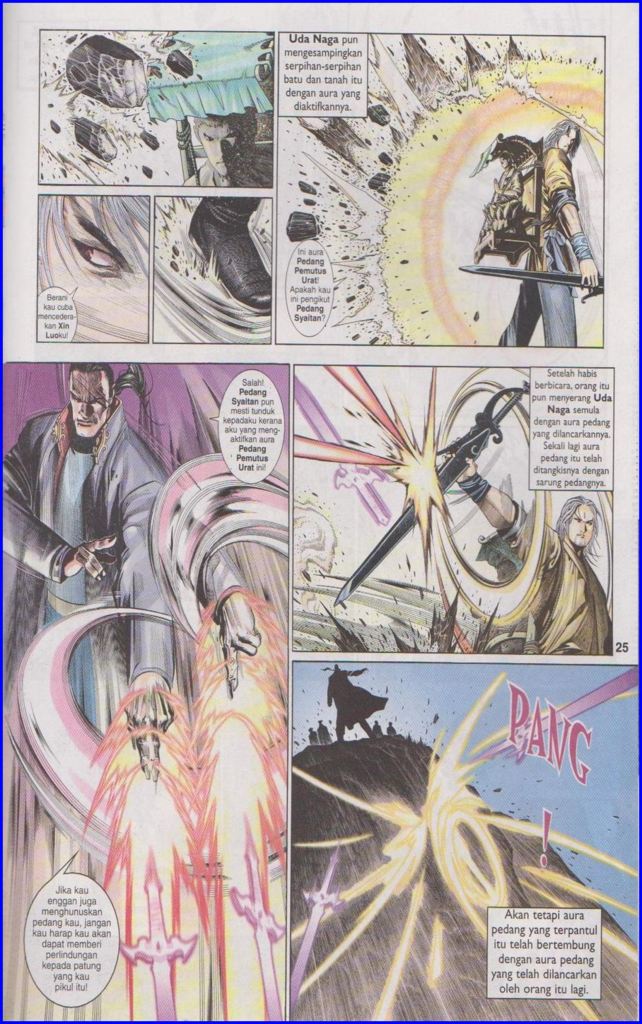 Uda Naga pun
mengesampingkan
serpihan-serpihan
batu dan tanah itu
dengan aura yang
diaktifkannya.
Ini aura
Pedang
Pemutus
Urat!
Apakah kau
ini pengikut
Pedang
Syaitan?
Berani
kau
mencedera-
kan Xin
Luoku!
Salah!
Pedang
Syaitan pun
mesti tunduk
kepadaku kerana
aku yang meng-
aktifkan aura
Pedang
Pemutus
Urat ini!
Setelah habis
berbicara, orang itu
pun menyerang Uda
Naga semula
dengan aura pedang
yang dilancarkannya.
Sekali lagi aura
pedang itu telah
ditangkisnya dengan
sarung pedangnya.
25
PANG
!
Jika kau
enggan juga
menghunuskan
pedang kau, jangan
kau harap kau akan
dapat memberi
perlindungan
kepada patung
yang kau
pikul itu!
Akan tetapi aura
pedang yang terpantul
itu telah bertembung
dengan aura pedang
yang telah dilancarkan
oleh orang itu lagi.